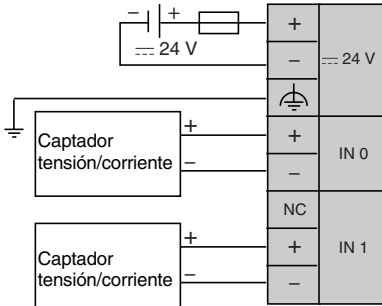 − +
+
⎓ 24 V
−
⎓ 24 V
Captador
tensión/corriente
+
−
+
−
IN 0
NC
Captador
tensión/corriente
+
−
+
−
IN 1